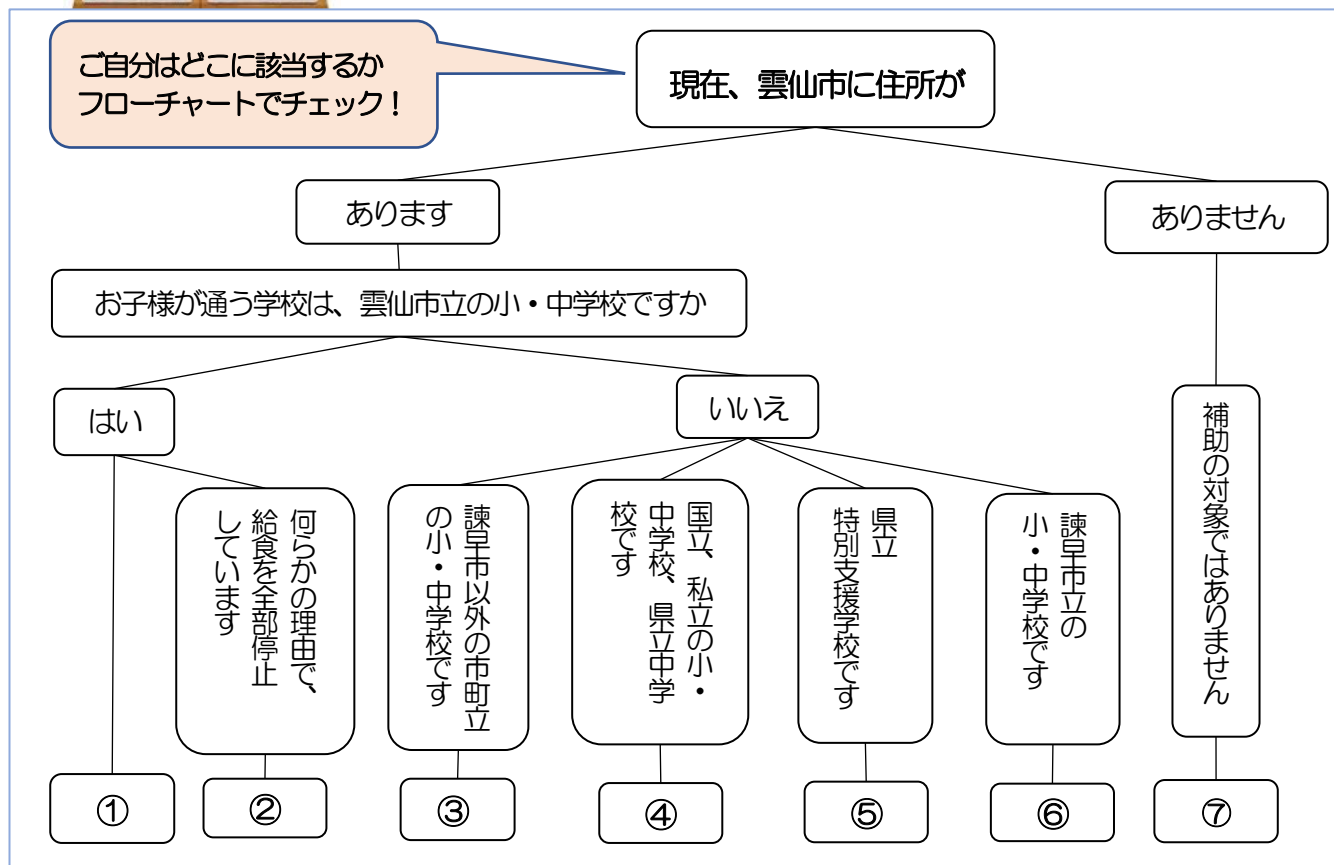 ご自分はどこに該当するか
フローチャートでチェック！
現在、雲仙市に住所が
あります
ありません
お子様が通う学校は、雲仙市立の小・中学校ですか
はい
いいえ
何らかの理由で、
給食を全部停止
しています
諫早市以外の市町立
の小・中学校です
国立、私立の小・
中学校、県立中学
校です
県立
特別支援学校です
諫早市立の
小・中学校です
補助の対象ではありません
①
②
③
④
⑤
⑥
⑦